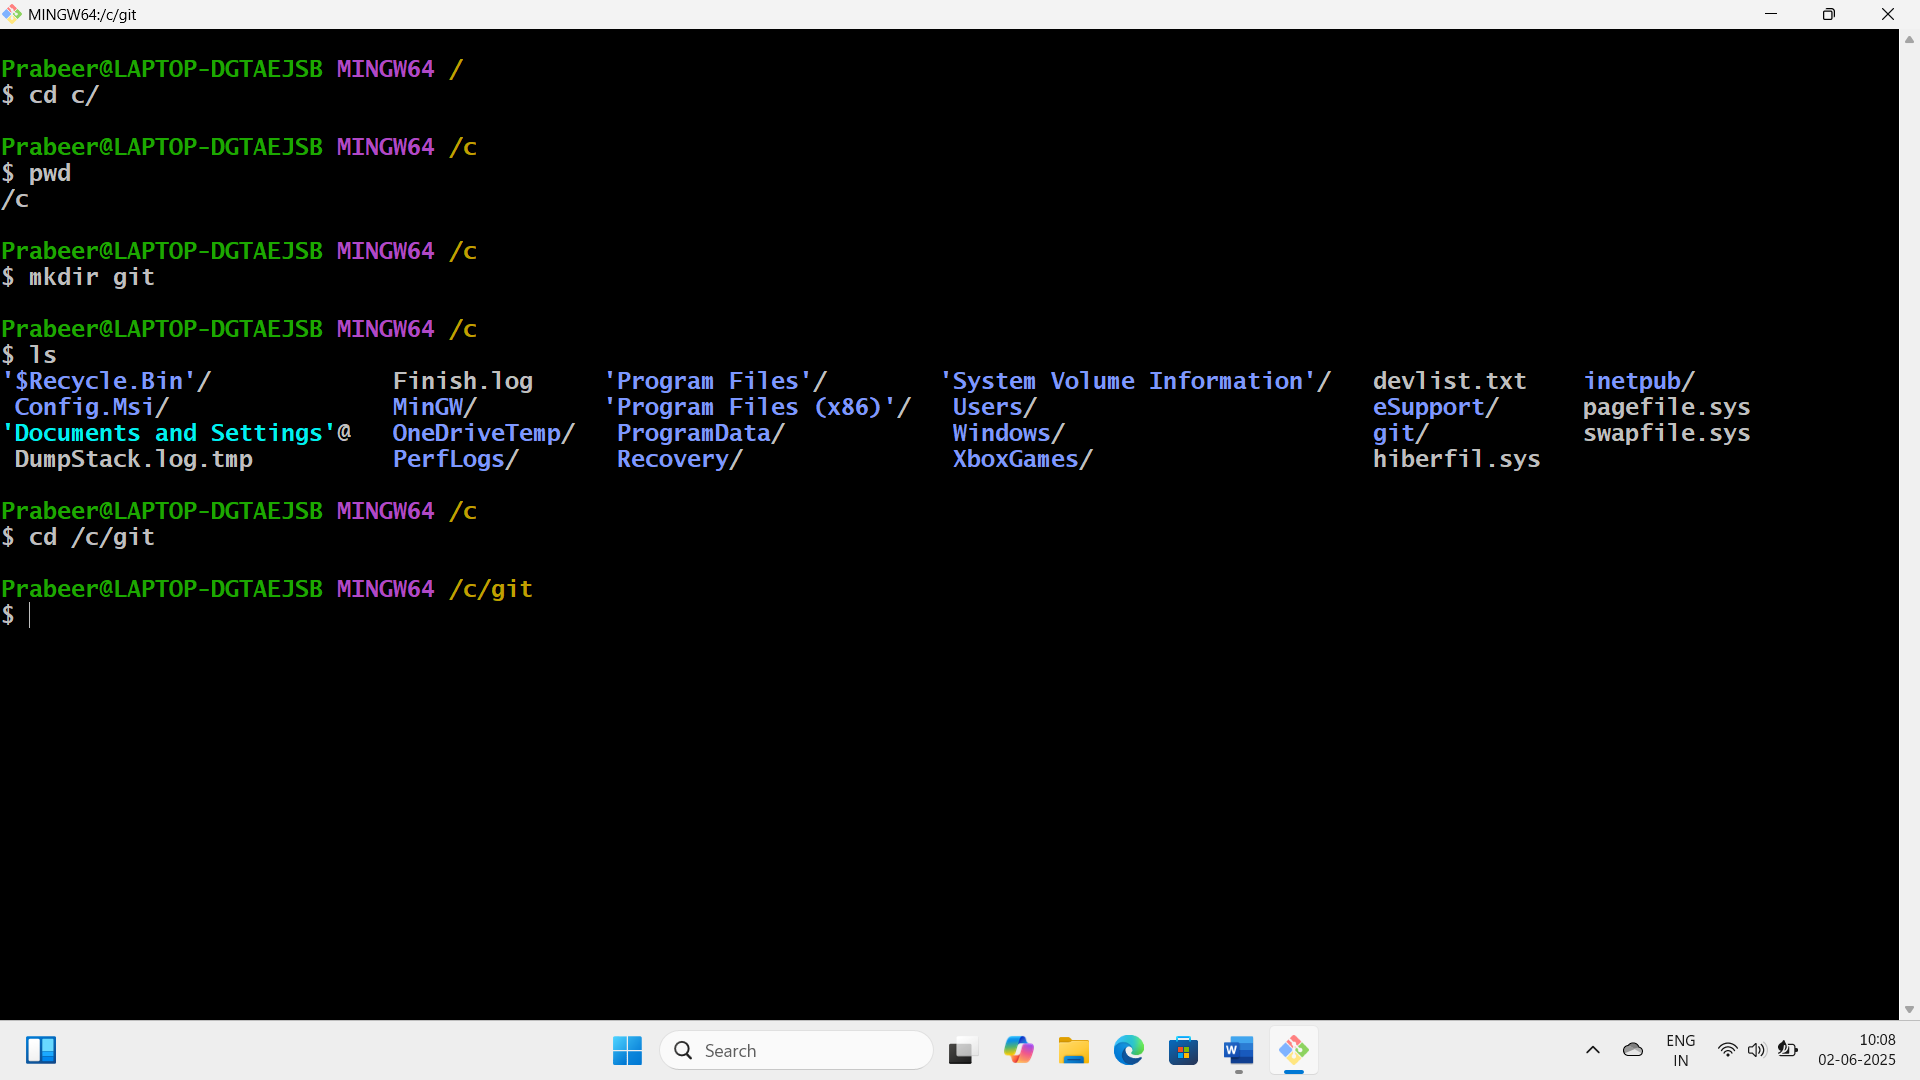 MINGW64:/c/git
Prabeer@LAPTOP-DGTAEJSB MINGW64 /
$ cd c/
Prabeer@LAPTOP-DGTAEJSB MINGW64 /c
$ pwd
/c
Prabeer@LAPTOP-DGTAEJSB MINGW64 /c
$ mkdir git
Prabeer@LAPTOP-DGTAEJSB MINGW64 /c
$ ls
'$Recycle.Bin'/ Finish.log 'Program Files'/ 'System Volume Information'/ devlist.txt inetpub/
Config.Msi/ MinGW/ 'Program Files (x86)'/ Users/ eSupport/ pagefile.sys
'Documents and Settings'@ OneDriveTemp/ ProgramData/ Windows/ git/ swapfile.sys
DumpStack.log.tmp PerfLogs/ Recovery/ XboxGames/ hiberfil.sys
Prabeer@LAPTOP-DGTAEJSB MINGW64 /c
$ cd /c/git
Prabeer@LAPTOP-DGTAEJSB MINGW64 /c/git
$
Search
W
ENG
IN
10:08
02-06-2025